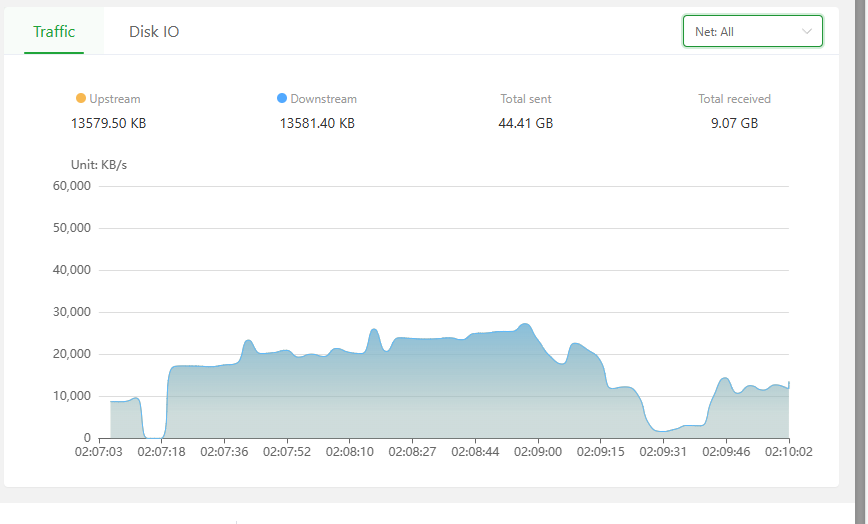 Traffic Disk IO Net: All
Upstream Downstream Total sent Total received
13579.50 KB 13581.40 KB 44.41 GB 9.07 GB
Unit: KB/s
60,000
50,000
40,000
30,000
20,000
10,000
0
02:07:03 02:07:18 02:07:36 02:07:52 02:08:10 02:08:27 02:08:44 02:09:00 02:09:15 02:09:31 02:09:46 02:10:02